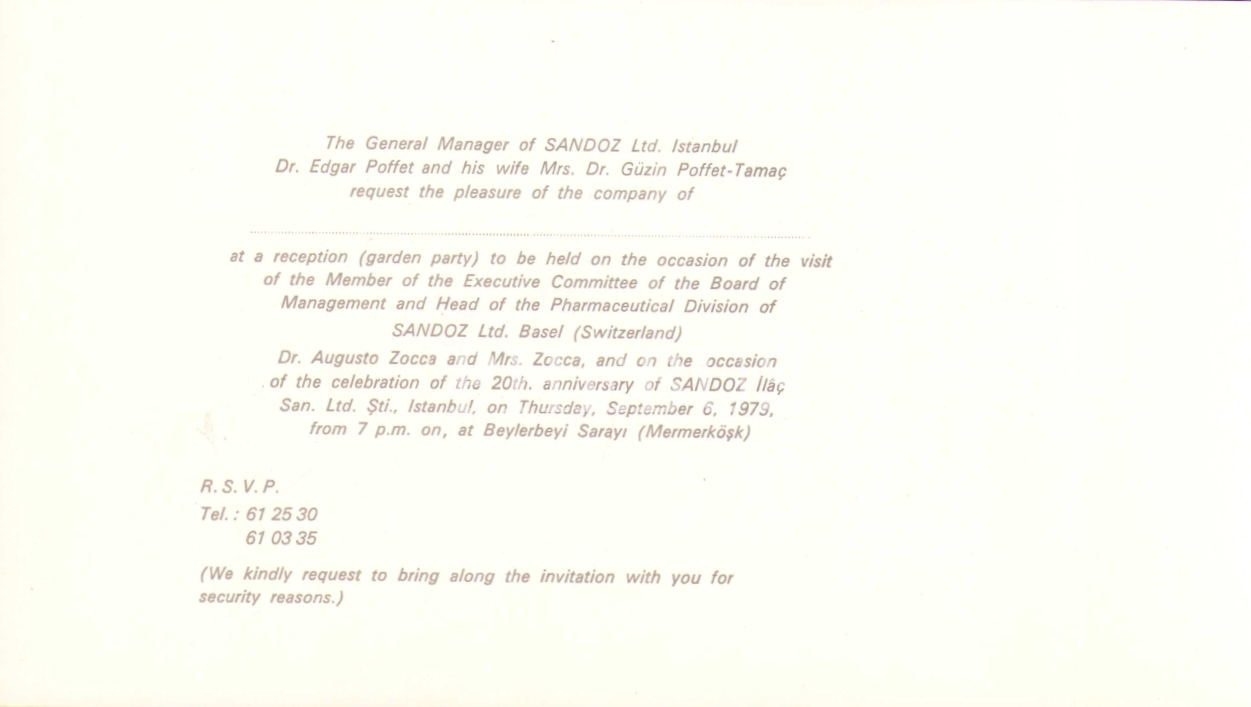 The General Manager of SANDOZ Ltd. Istanbul
Dr. Edgar Poffet and his wife Mrs. Dr. Güzin Poffet-Tamaç
request the pleasure of the company of
at a reception (garden party) to be held on the occasion of the visit
of the Member of the Executive Committee of the Board of
Management and Head of the Pharmaceutical Division of
SANDOZ Ltd. Basel (Switzerland)
Dr. Augusto Zocca and Mrs. Zocca, and on the occasion
of the celebration of the 20th. anniversary of SANDOZ İlâç
San. Ltd. Şti., Istanbul, on Thursday, September 6, 1979,
from 7 p.m. on, at Beylerbeyi Sarayı (Mermerköşk)
R. S. V. P.
Tel. : 61 25 30
61 03 35
(We kindly request to bring along the invitation with you for
security reasons.)